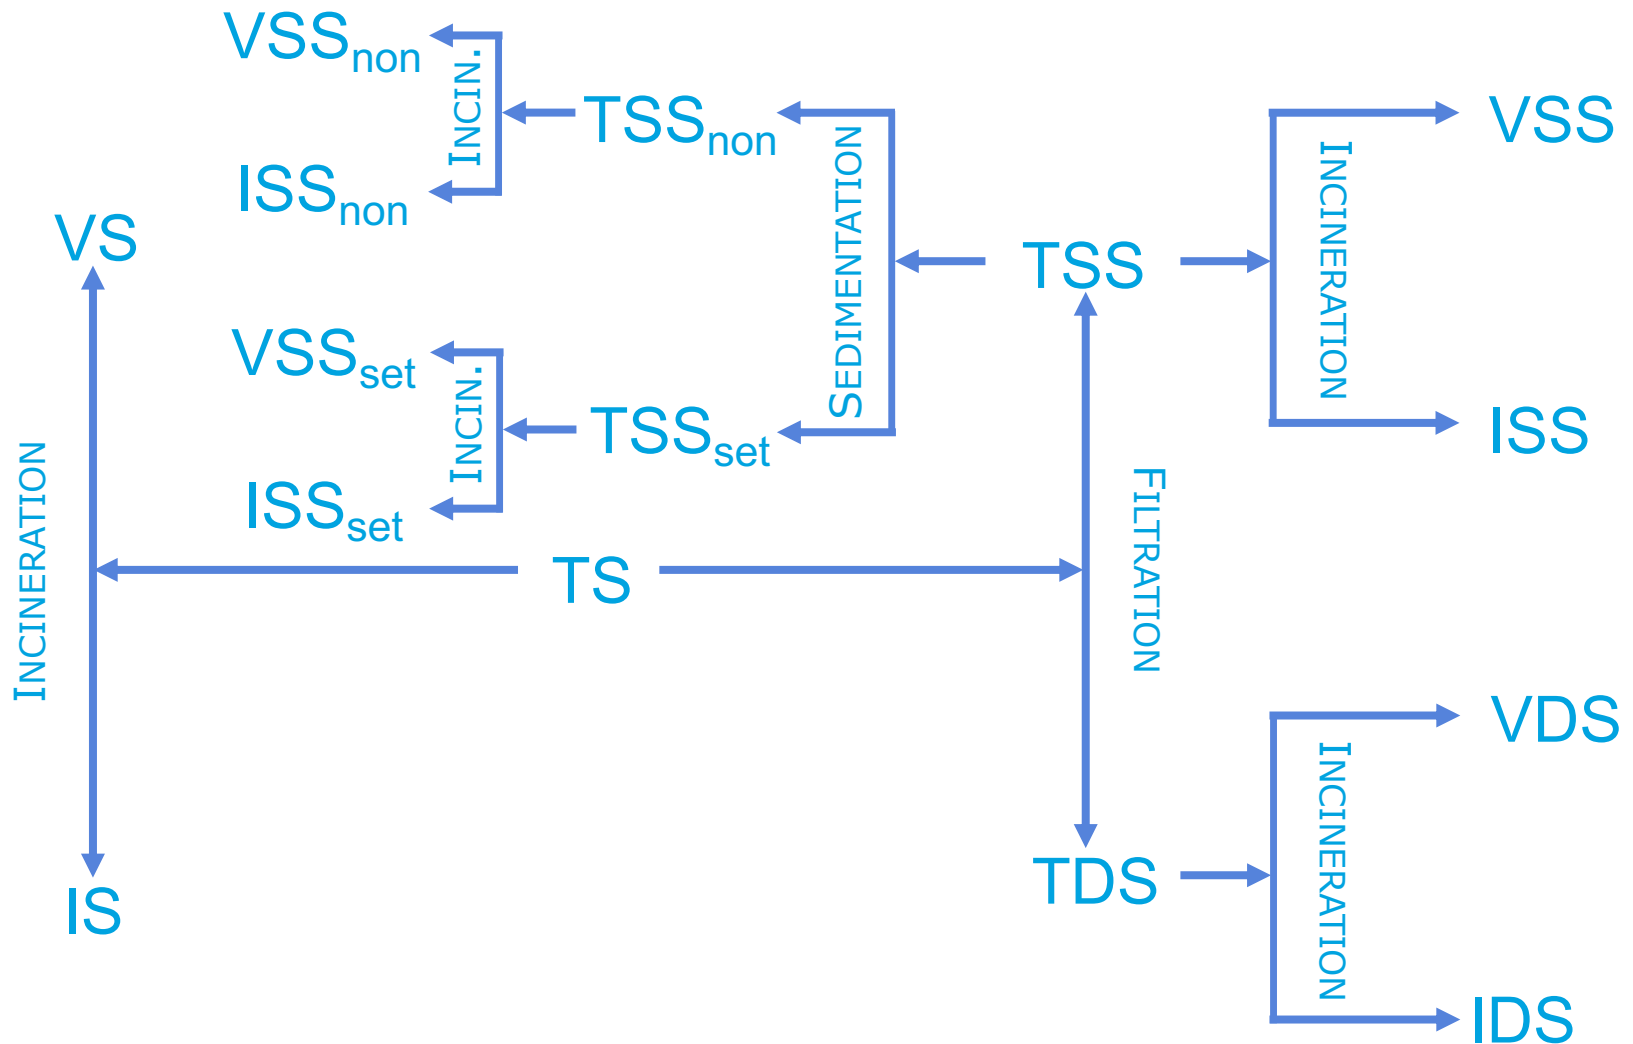 VSSnon
INCIN.
TSSnon
ISSnon
VS
SEDIMENTATION
TSS
VSS
INCINERATION
ISS
VSSset
INCIN.
TSSset
ISSset
INCINERATION
TS
FILTRATION
IS
TDS
VDS
INCINERATION
IDS